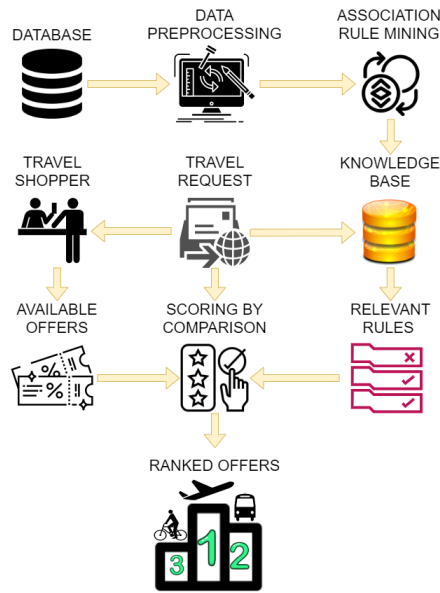 DATABASE
DATA
PREPROCESSING
ASSOCIATION
RULE MINING
TRAVEL
SHOPPER
TRAVEL
REQUEST
KNOWLEDGE
BASE
AVAILABLE
OFFERS
SCORING BY
COMPARISON
RELEVANT
RULES
%
%
RANKED OFFERS
3
1
2